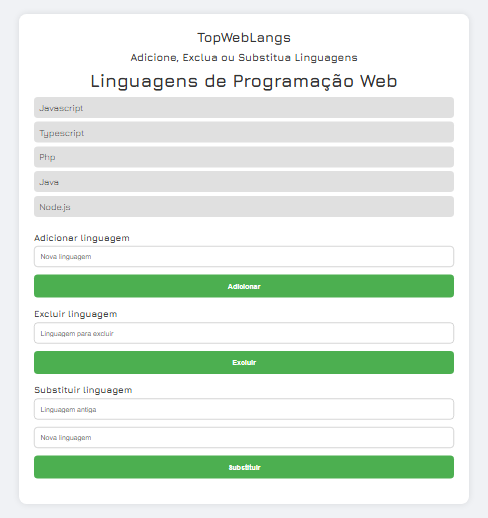 TopWebLangs
Adicione, Exclua ou Substitua Linguagens
Linguagens de Programação Web
Javascript
Typescript
Php
Java
Node.js
Adicionar linguagem
Nova linguagem
Adicionar
Excluir linguagem
Linguagem para excluir
Excluir
Substituir linguagem
Linguagem antiga
Nova linguagem
Substituir